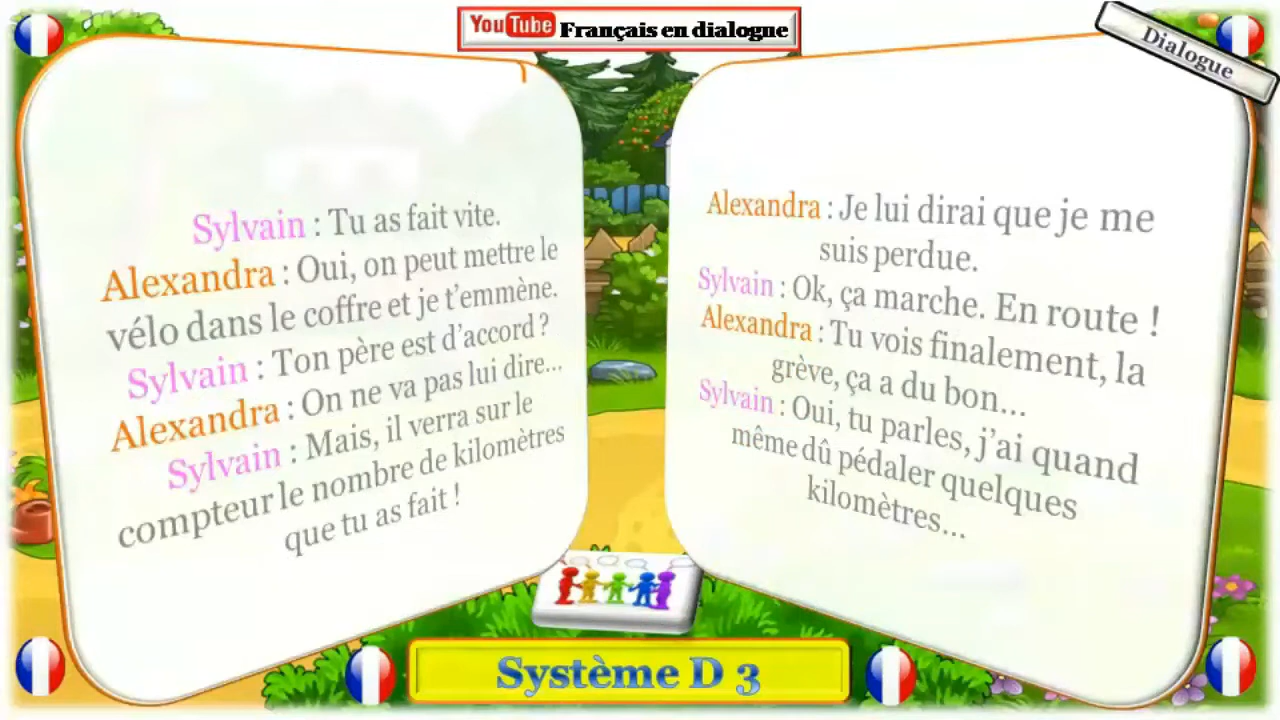 YouTube Français en dialogue
Dialogue
Sylvain : Tu as fait vite.
Alexandra : Oui, on peut mettre le
vélo dans le coffre et je t’emmène.
Sylvain : Ton père est d’accord ?
Alexandra : On ne va pas lui dire...
Sylvain : Mais, il verra sur le
compteur le nombre de kilomètres
que tu as fait !
Alexandra : Je lui dirai que je me
suis perdue.
Sylvain : Ok, ça marche. En route !
Alexandra : Tu vois finalement, la
grève, ça a du bon...
Sylvain : Oui, tu parles, j’ai quand
même dû pédaler quelques
kilomètres...
Système D 3